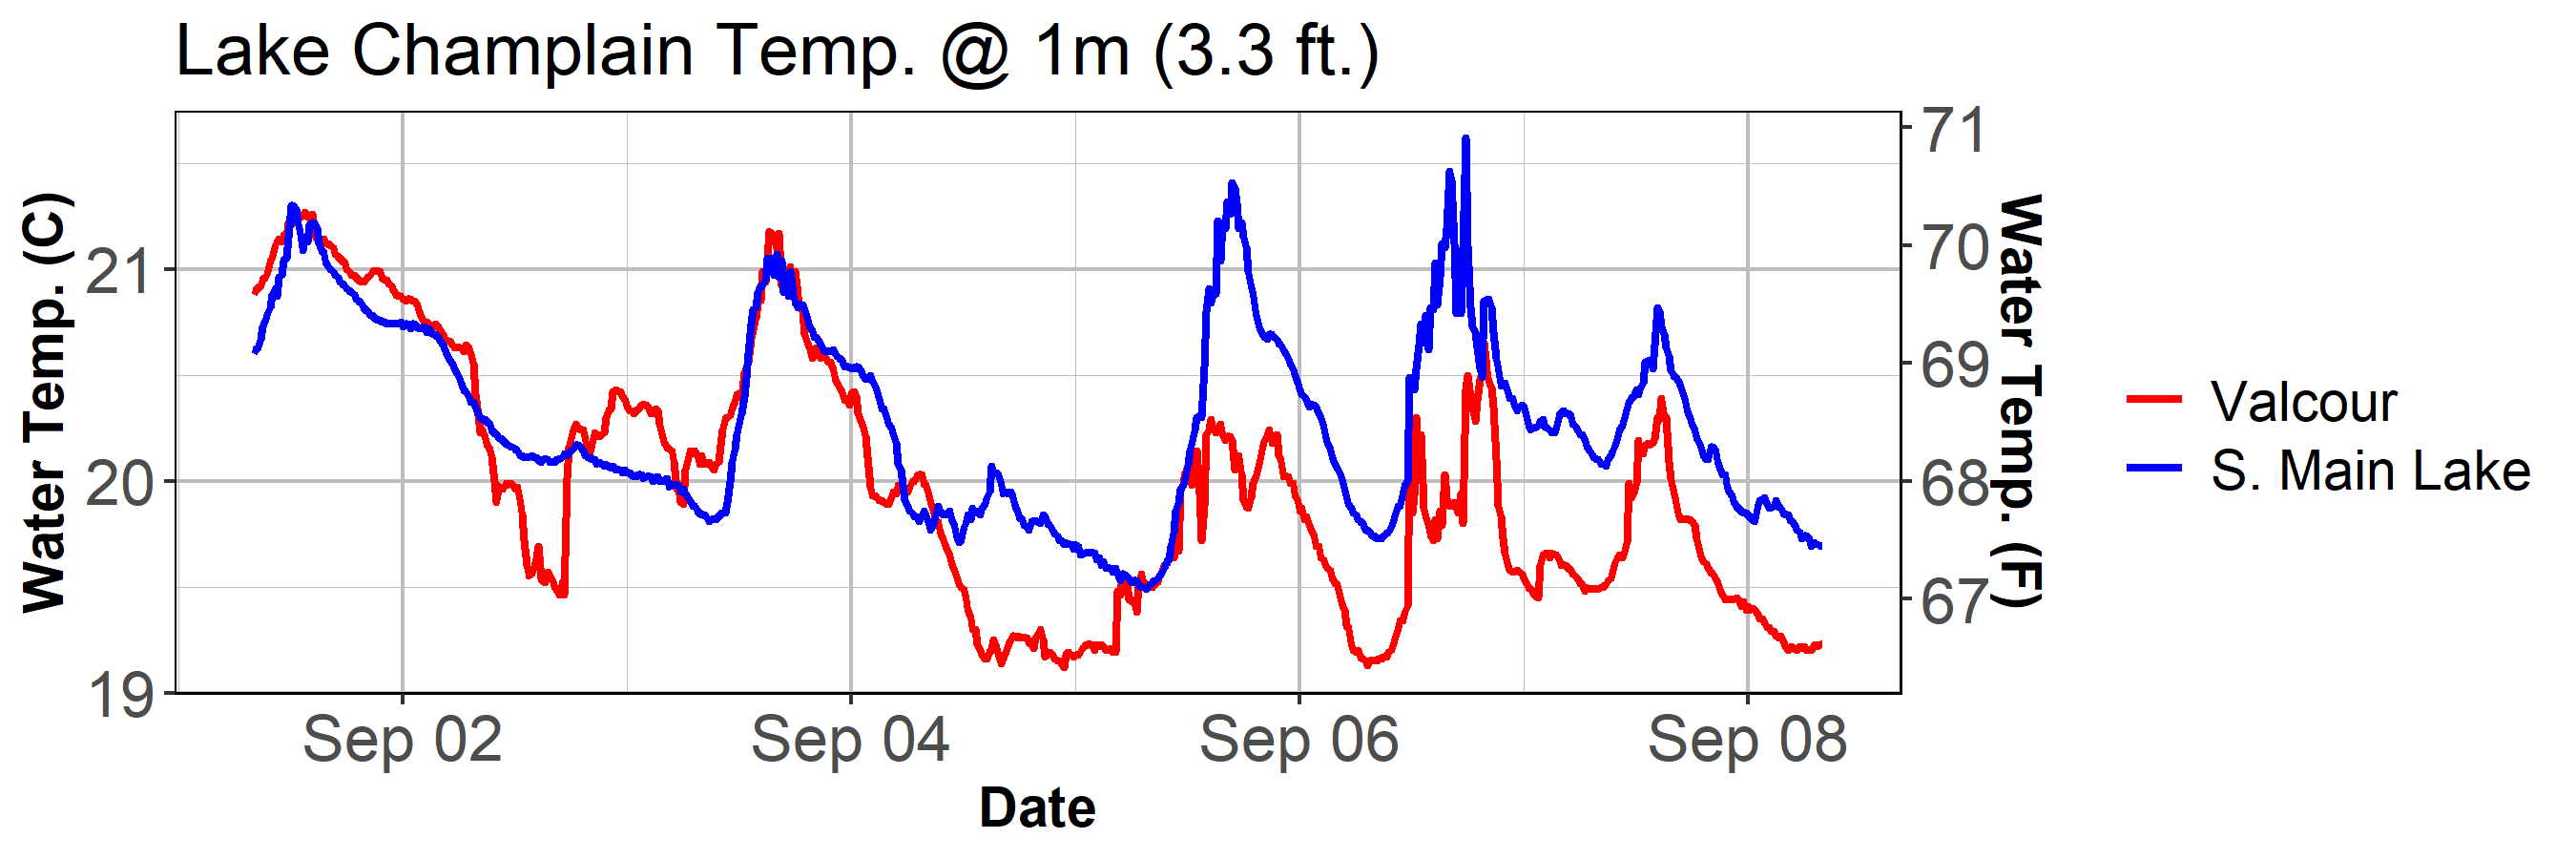 Lake Champlain Temp. @ 1m (3.3 ft.)
Water Temp. (C)
21
20
19
71
70
69
68
67
Water Temp. (F)
Sep 02
Sep 04
Sep 06
Sep 08
Date
Valcour
S. Main Lake